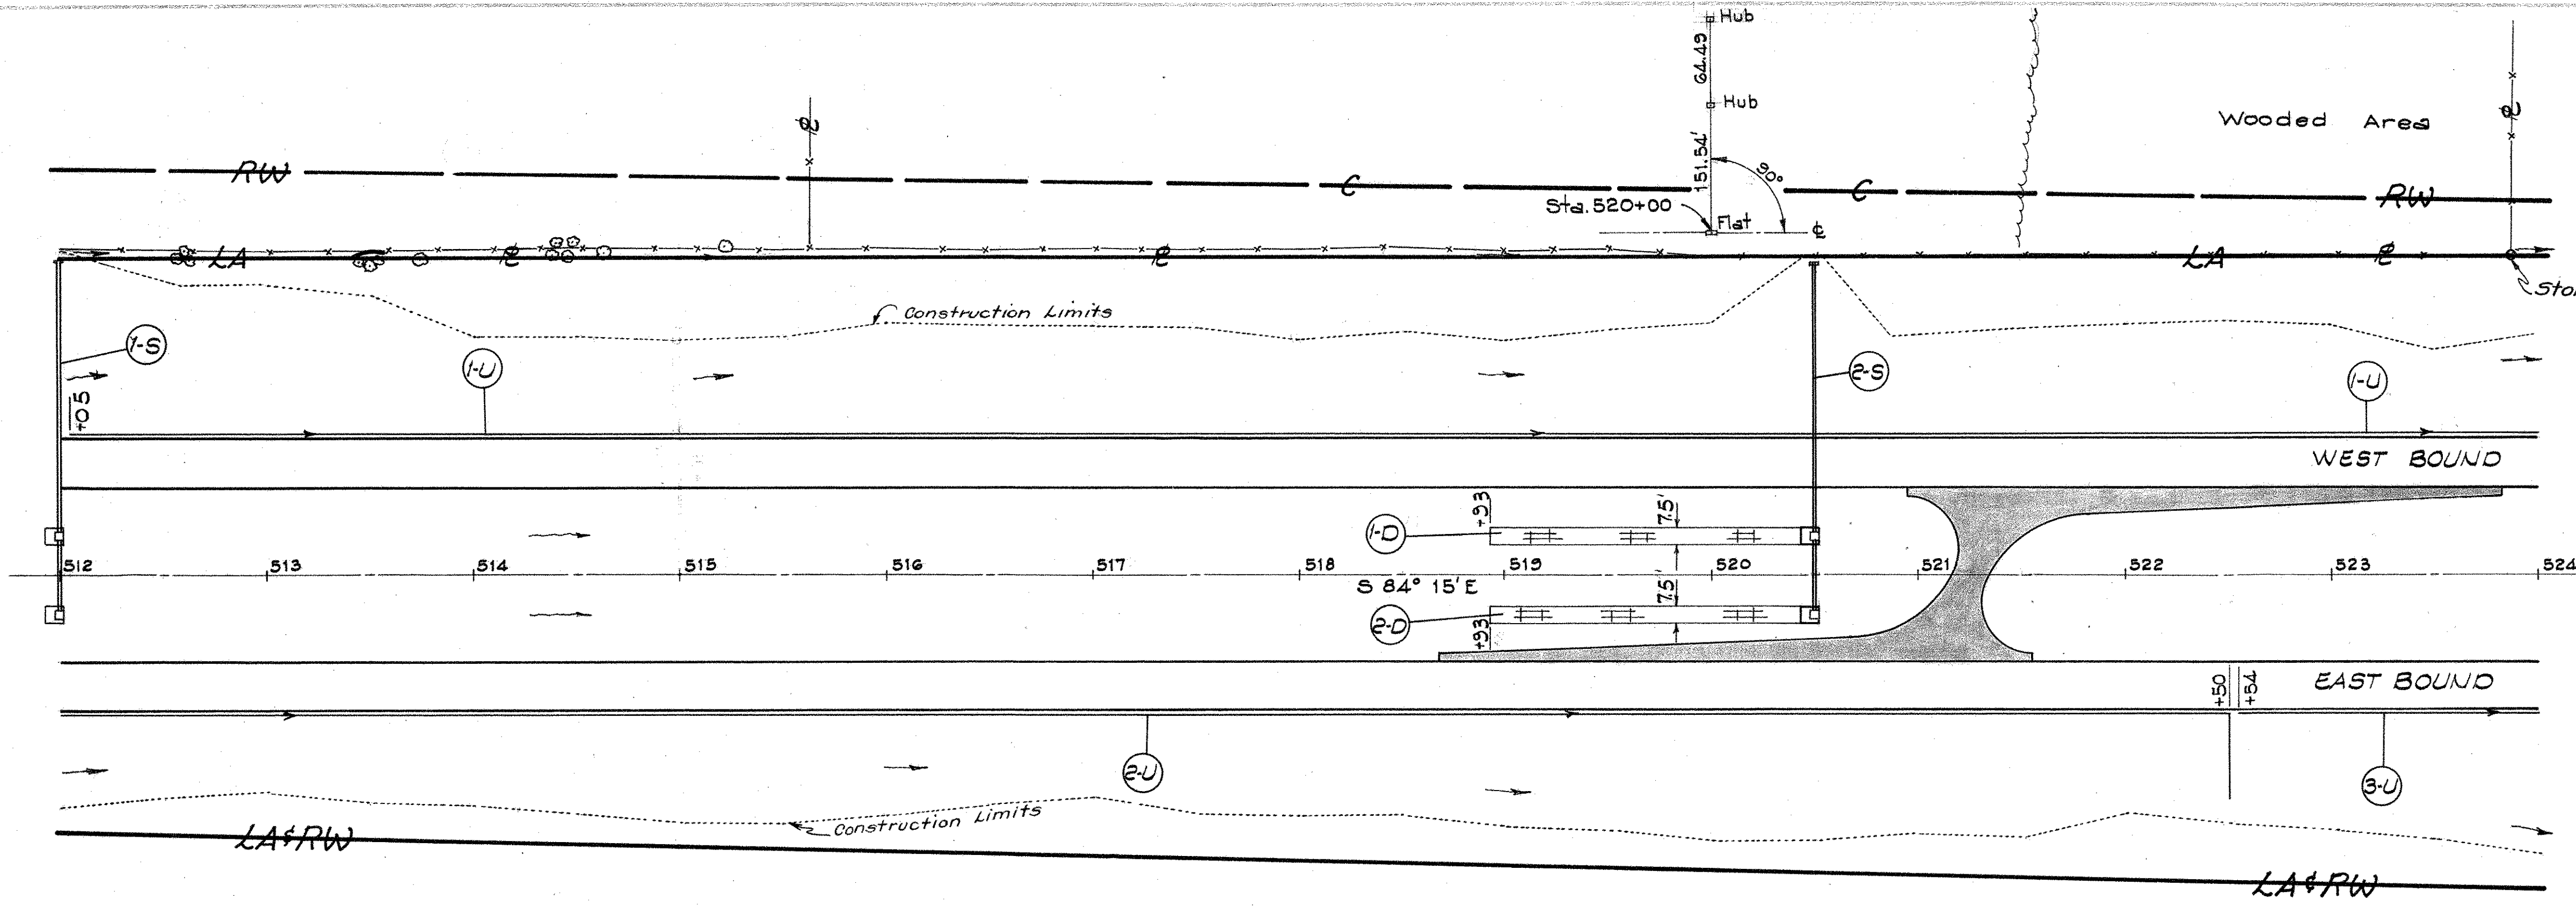 Hub
64.49
Hub
151.54'
90°
Sta. 520+00
Flat
℄
Wooded Area
RW
C
C
RW
LA
LA
Construction Limits
1-S
1-U
2-S
1-U
+05
WEST BOUND
+93
7.5'
1-D
512
513
514
515
516
517
518
519
520
521
522
523
524
S 84° 15' E
7.5'
2-D
+93
+50
+54
EAST BOUND
2-U
3-U
Construction Limits
LA&RW
LA&RW